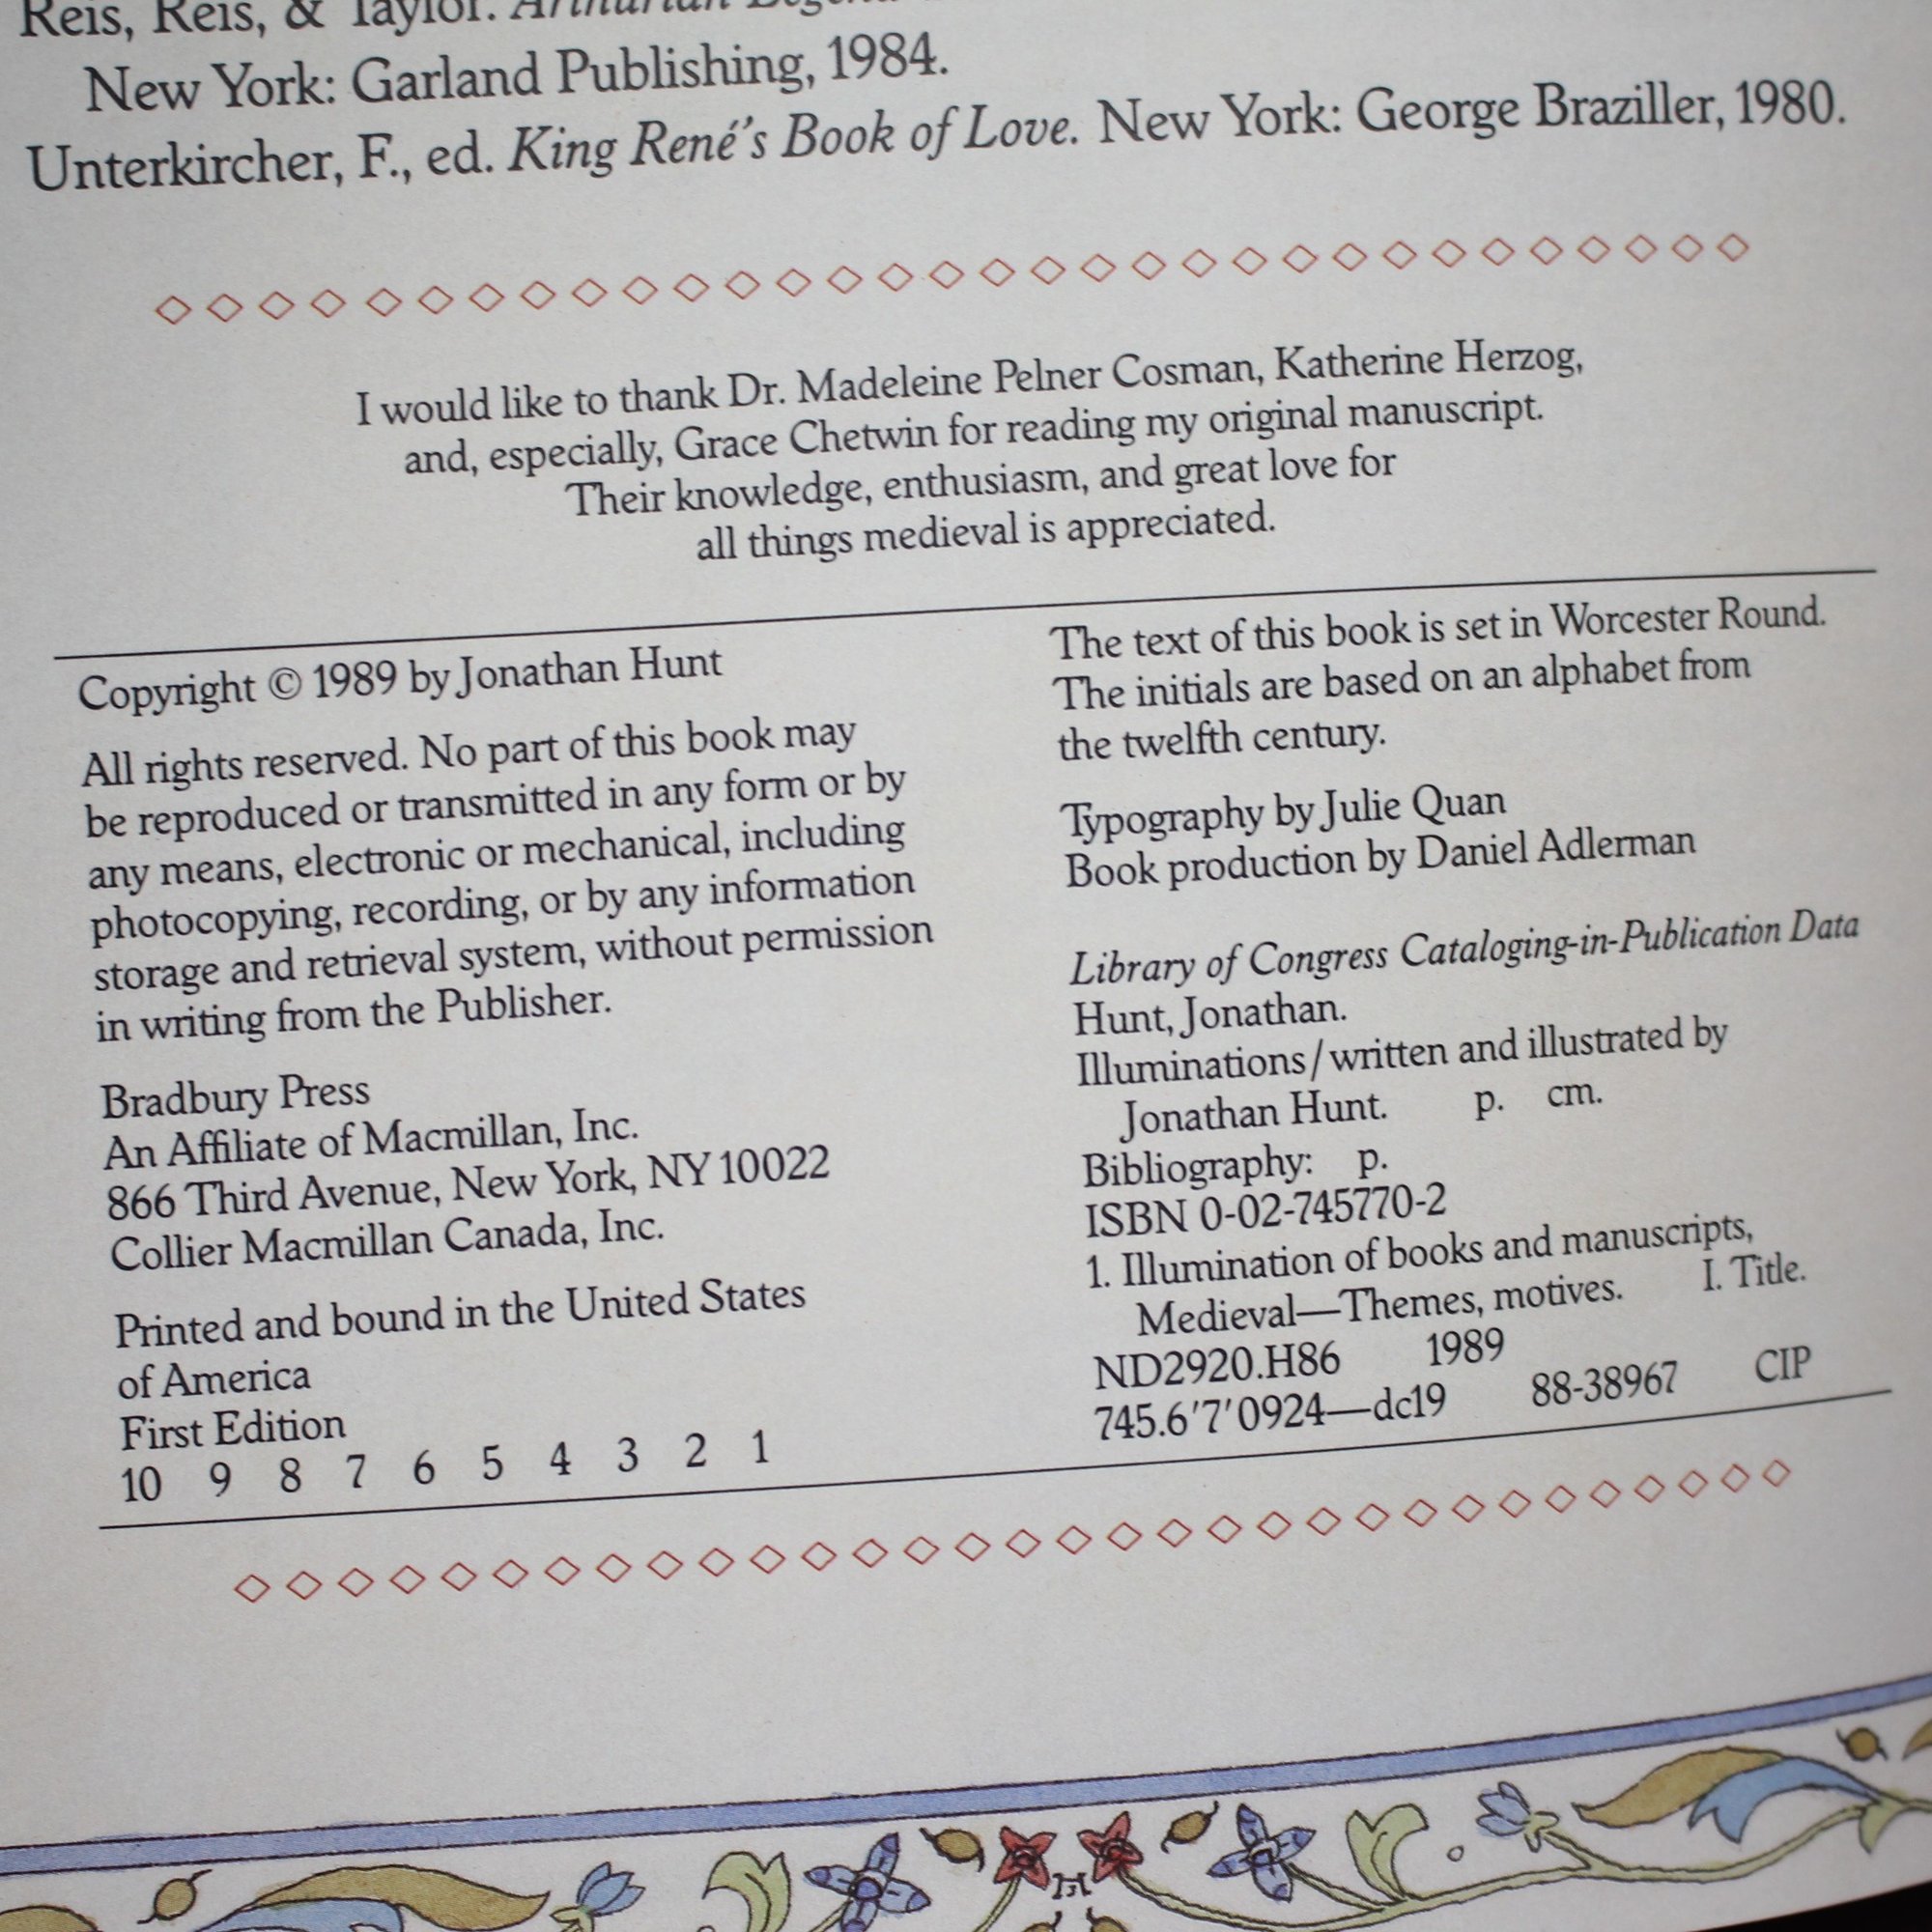 Reis, Reis, & Taylor. Arthurian Legend
New York: Garland Publishing, 1984.
Unterkircher, F., ed. King René's Book of Love. New York: George Braziller, 1980.
I would like to thank Dr. Madeleine Pelner Cosman, Katherine Herzog,
and, especially, Grace Chetwin for reading my original manuscript.
Their knowledge, enthusiasm, and great love for
all things medieval is appreciated.
Copyright © 1989 by Jonathan Hunt
All rights reserved. No part of this book may
be reproduced or transmitted in any form or by
any means, electronic or mechanical, including
photocopying, recording, or by any information
storage and retrieval system, without permission
in writing from the Publisher.
Bradbury Press
An Affiliate of Macmillan, Inc.
866 Third Avenue, New York, NY 10022
Collier Macmillan Canada, Inc.
Printed and bound in the United States
of America
First Edition
10 9 8 7 6 5 4 3 2 1
The text of this book is set in Worcester Round.
The initials are based on an alphabet from
the twelfth century.
Typography by Julie Quan
Book production by Daniel Adlerman
Library of Congress Cataloging-in-Publication Data
Hunt, Jonathan.
Illuminations/written and illustrated by
Jonathan Hunt. p. cm.
Bibliography: p.
ISBN 0-02-745770-2
1. Illumination of books and manuscripts,
Medieval—Themes, motives. I. Title.
ND2920.H86 1989
745.6'7'0924—dc19 88-38967 CIP